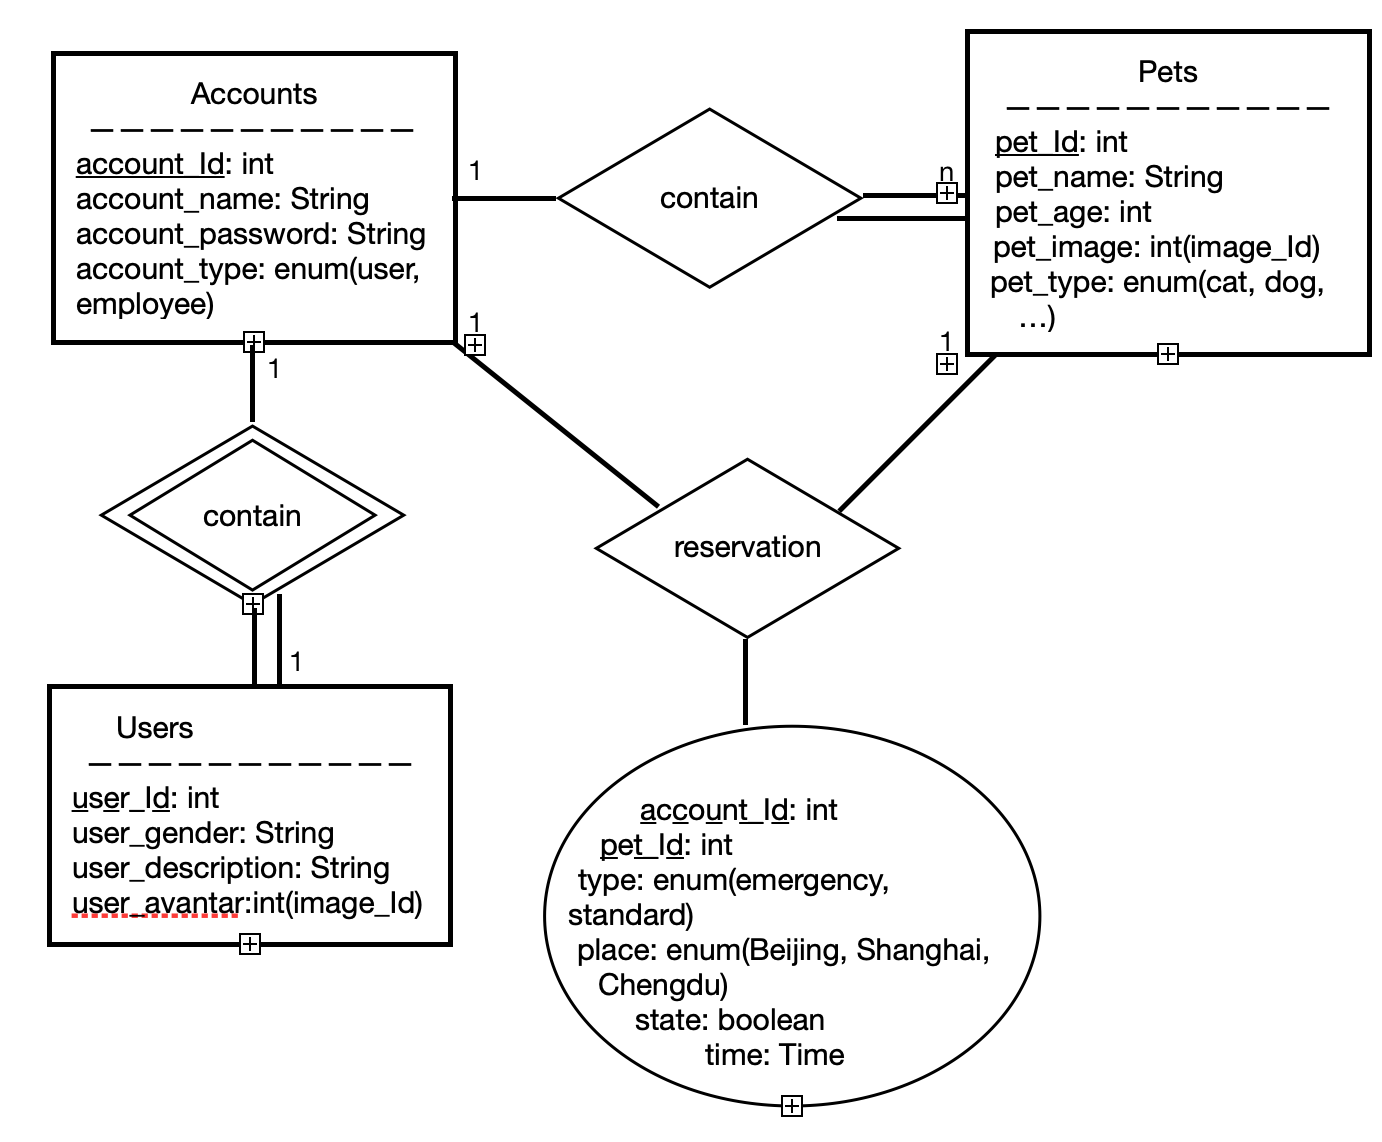 Accounts
account_Id: int
account_name: String
account_password: String
account_type: enum(user,
employee)
1
contain
n
Pets
pet_Id: int
pet_name: String
pet_age: int
pet_image: int(image_Id)
pet_type: enum(cat, dog,
...)
1
1
1
contain
reservation
1
Users
user_Id: int
user_gender: String
user_description: String
user_avantar:int(image_Id)
account_Id: int
pet_Id: int
type: enum(emergency,
standard)
place: enum(Beijing, Shanghai,
Chengdu)
state: boolean
time: Time